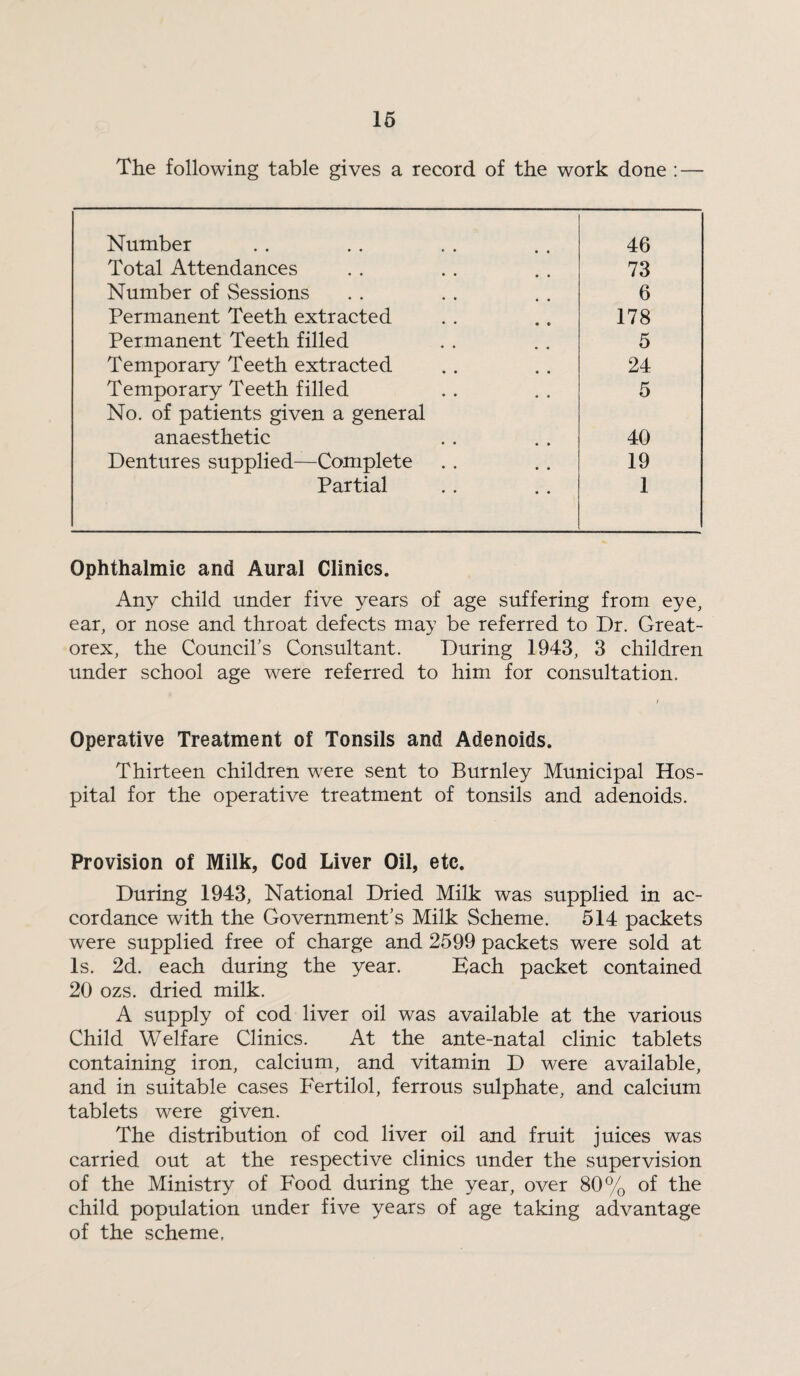 15
The following table gives a record of the work done :—
Number . . . . . . . . 46
Total Attendances . . . . . . 73
Number of Sessions . . . . . . 6
Permanent Teeth extracted . . . . 178
Permanent Teeth filled . . . . 5
Temporary Teeth extracted . . . . 24
Temporary Teeth filled . . . . 5
No. of patients given a general
anaesthetic . . . . 40
Dentures supplied—Complete . . . . 19
Partial . . . . 1
Ophthalmic and Aural Clinics.
Any child under five years of age suffering from eye,
ear, or nose and throat defects may be referred to Dr. Great-
orex, the Council's Consultant. During 1943, 3 children
under school age were referred to him for consultation.
Operative Treatment of Tonsils and Adenoids.
Thirteen children were sent to Burnley Municipal Hos-
pital for the operative treatment of tonsils and adenoids.
Provision of Milk, Cod Liver Oil, etc.
During 1943, National Dried Milk was supplied in ac-
cordance with the Government's Milk Scheme. 514 packets
were supplied free of charge and 2599 packets were sold at
1s. 2d. each during the year. Each packet contained
20 ozs. dried milk.
A supply of cod liver oil was available at the various
Child Welfare Clinics. At the ante-natal clinic tablets
containing iron, calcium, and vitamin D were available,
and in suitable cases Fertilol, ferrous sulphate, and calcium
tablets were given.
The distribution of cod liver oil and fruit juices was
carried out at the respective clinics under the supervision
of the Ministry of Food during the year, over 80% of the
child population under five years of age taking advantage
of the scheme.